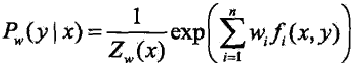 P_w(y | x) = \frac{1}{Z_w(x)} \exp\left( \sum_{i=1}^{n} w_i f_i(x, y) \right)